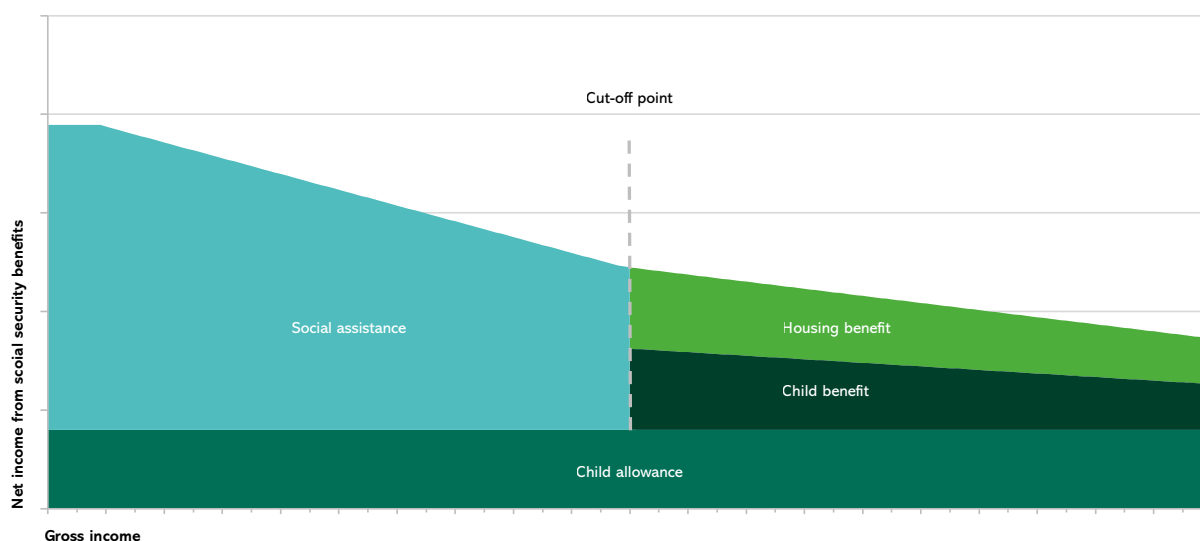 Cut-off point
Net income from scoial security benefits
Social assistance
Housing benefit
Child benefit
Child allowance
Gross income